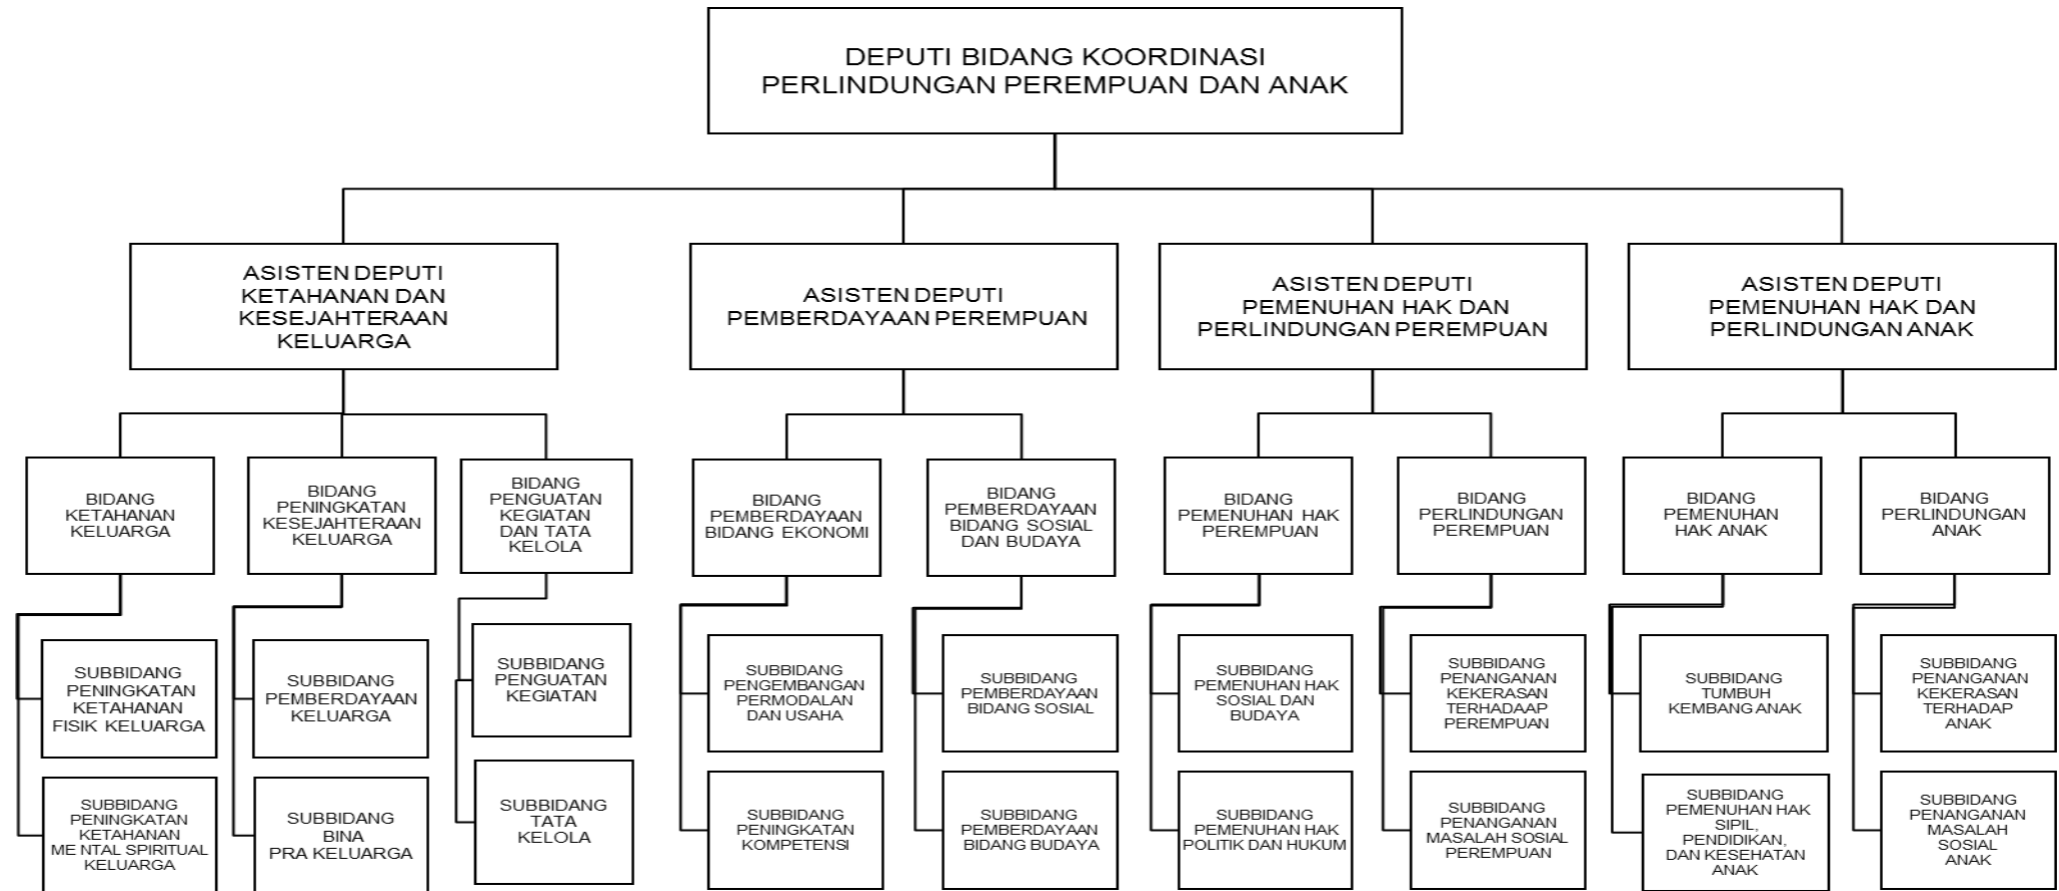 DEPUTI BIDANG KOORDINASI
PERLINDUNGAN PEREMPUAN DAN ANAK
ASISTEN DEPUTI
KETAHANAN DAN
KESEJAHTERAAN
KELUARGA
ASISTEN DEPUTI
PEMBERDAYAAN PEREMPUAN
ASISTEN DEPUTI
PEMENUHAN HAK DAN
PERLINDUNGAN PEREMPUAN
ASISTEN DEPUTI
PEMENUHAN HAK DAN
PERLINDUNGAN ANAK
BIDANG
KETAHANAN
KELUARGA
BIDANG
PENINGKATAN
KESEJAHTERAAN
KELUARGA
BIDANG
PENGUATAN
KEGIATAN
DAN TATA
KELOLA
BIDANG
PEMBERDAYAAN
BIDANG EKONOMI
BIDANG
PEMBERDAYAAN
BIDANG SOSIAL
DAN BUDAYA
BIDANG
PEMENUHAN HAK
PEREMPUAN
BIDANG
PERLINDUNGAN
PEREMPUAN
BIDANG
PEMENUHAN
HAK ANAK
BIDANG
PERLINDUNGAN
ANAK
SUBBIDANG
PENINGKATAN
KETAHANAN
FISIK KELUARGA
SUBBIDANG
PEMBERDAYAAN
KELUARGA
SUBBIDANG
PENGUATAN
KEGIATAN
SUBBIDANG
PENGEMBANGAN
PERMODALAN
DAN USAHA
SUBBIDANG
PEMBERDAYAAN
BIDANG SOSIAL
SUBBIDANG
PEMENUHAN HAK
SOSIAL DAN
BUDAYA
SUBBIDANG
PENANGANAN
KEKERASAN
TERHADAAP
PEREMPUAN
SUBBIDANG
TUMBUH
KEMBANG ANAK
SUBBIDANG
PENANGANAN
KEKERASAN
TERHADAP
ANAK
SUBBIDANG
PENINGKATAN
KETAHANAN
ME NTAL SPIRITUAL
KELUARGA
SUBBIDANG
BINA
PRA KELUARGA
SUBBIDANG
TATA
KELOLA
SUBBIDANG
PENINGKATAN
KOMPETENSI
SUBBIDANG
PEMBERDAYAAN
BIDANG BUDAYA
SUBBIDANG
PEMENUHAN HAK
POLITIK DAN HUKUM
SUBBIDANG
PENANGANAN
MASALAH SOSIAL
PEREMPUAN
SUBBIDANG
PEMENUHAN HAK
SIPIL,
PENDIDIKAN,
DAN KESEHATAN
ANAK
SUBBIDANG
PENANGANAN
MASALAH
SOSIAL
ANAK